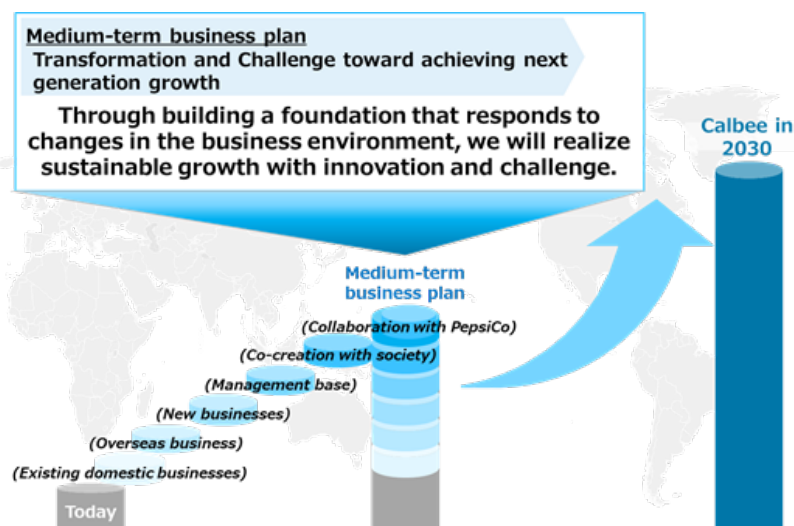 Medium-term business plan
Transformation and Challenge toward achieving next
generation growth
Through building a foundation that responds to
changes in the business environment, we will realize
sustainable growth with innovation and challenge.
Calbee in
2030
Medium-term
business plan
(Collaboration with PepsiCo)
(Co-creation with society)
(Management base)
(New businesses)
(Overseas business)
(Existing domestic businesses)
Today